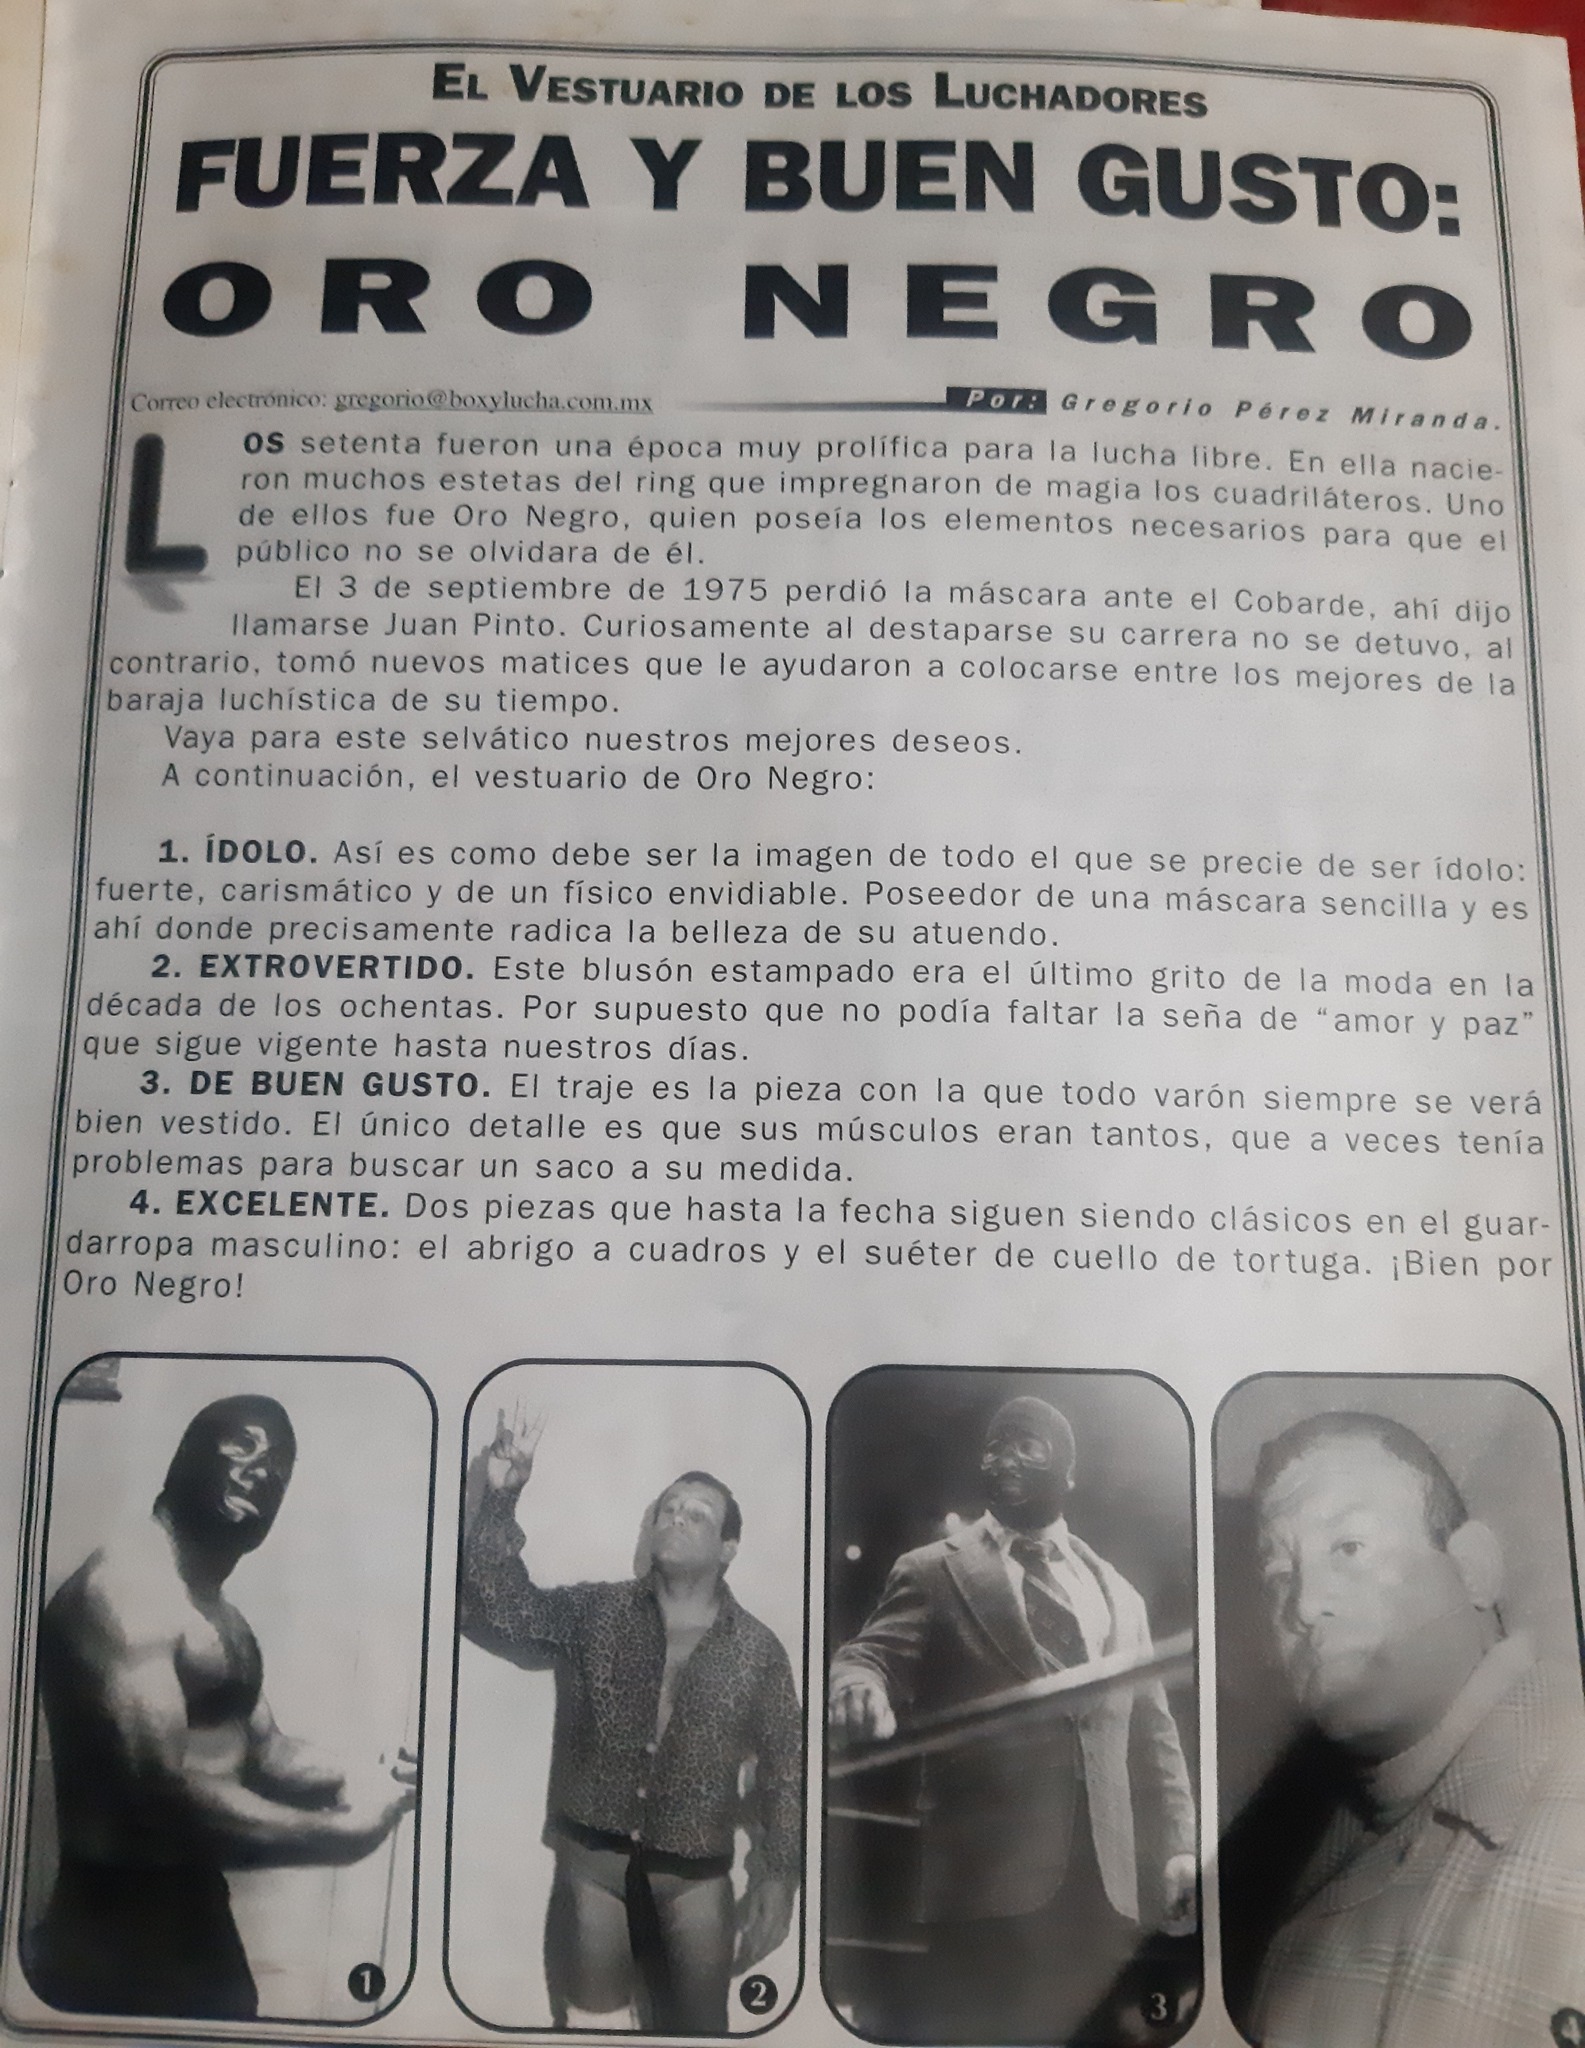 EL VESTUARIO DE LOS LUCHADORES
FUERZA Y BUEN GUSTO:
ORO NEGRO
Correo electrónico: gregorio@boxylucha.com.mx
Por: Gregorio Pérez Miranda.
LOS setenta fueron una época muy prolífica para la lucha libre. En ella nacie-
ron muchos estetas del ring que impregnaron de magia los cuadriláteros. Uno
de ellos fue Oro Negro, quien poseía los elementos necesarios para que el
público no se olvidara de él.
El 3 de septiembre de 1975 perdió la máscara ante el Cobarde, ahí dijo
llamarse Juan Pinto. Curiosamente al destaparse su carrera no se detuvo, al
contrario, tomó nuevos matices que le ayudaron a colocarse entre los mejores de la
baraja luchística de su tiempo.
Vaya para este selvático nuestros mejores deseos.
A continuación, el vestuario de Oro Negro:
1. ÍDOLO. Así es como debe ser la imagen de todo el que se precie de ser ídolo:
fuerte, carismático y de un físico envidiable. Poseedor de una máscara sencilla y es
ahí donde precisamente radica la belleza de su atuendo.
2. EXTROVERTIDO. Este blusón estampado era el último grito de la moda en la
década de los ochentas. Por supuesto que no podía faltar la seña de “amor y paz”
que sigue vigente hasta nuestros días.
3. DE BUEN GUSTO. El traje es la pieza con la que todo varón siempre se verá
bien vestido. El único detalle es que sus músculos eran tantos, que a veces tenía
problemas para buscar un saco a su medida.
4. EXCELENTE. Dos piezas que hasta la fecha siguen siendo clásicos en el guar-
darropa masculino: el abrigo a cuadros y el suéter de cuello de tortuga. ¡Bien por
Oro Negro!
1
2
3
4